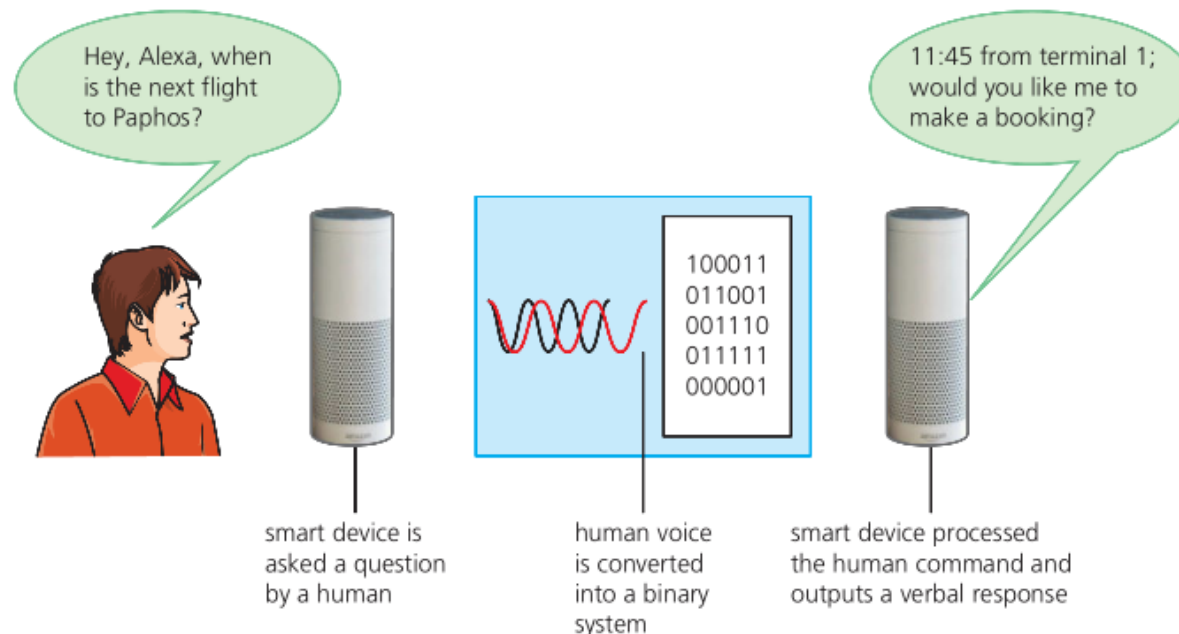 Hey, Alexa, when
is the next flight
to Paphos?
11:45 from terminal 1;
would you like me to
make a booking?
100011
011001
001110
011111
000001
smart device is
asked a question
by a human
human voice
is converted
into a binary
system
smart device processed
the human command and
outputs a verbal response